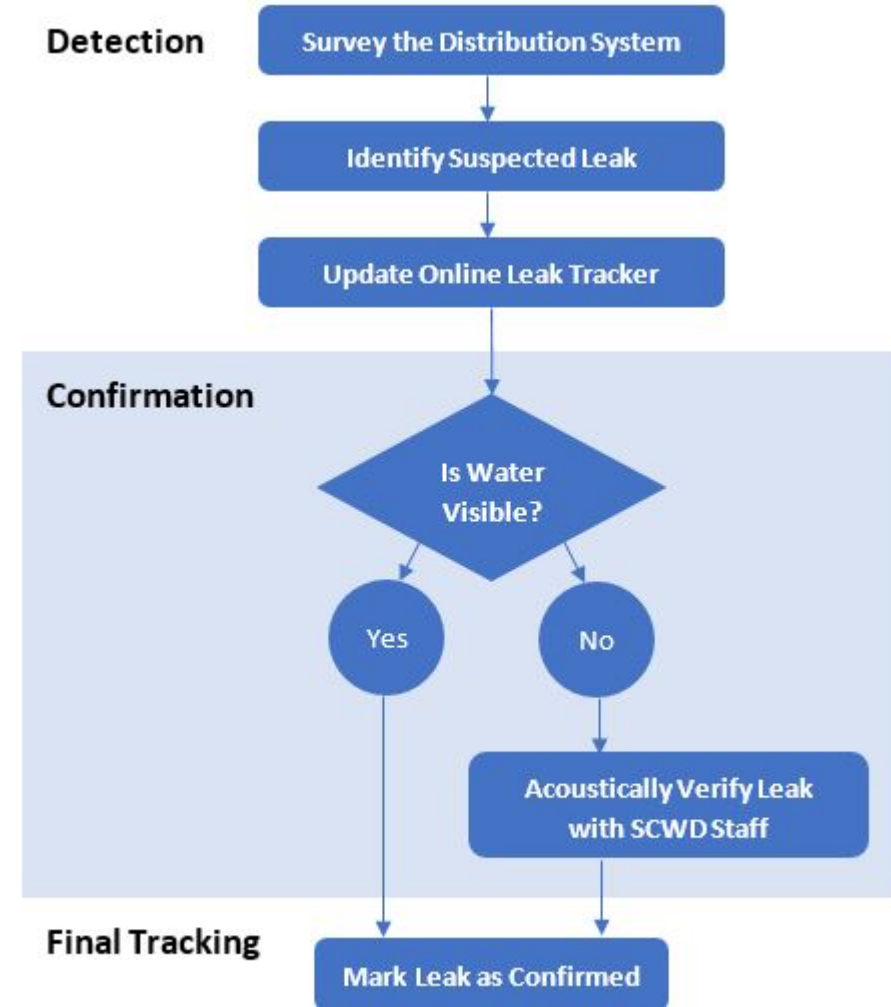 Detection
Survey the Distribution System
Identify Suspected Leak
Update Online Leak Tracker
Confirmation
Is Water
Visible?
Yes
No
Acoustically Verify Leak
with SCWD Staff
Final Tracking
Mark Leak as Confirmed